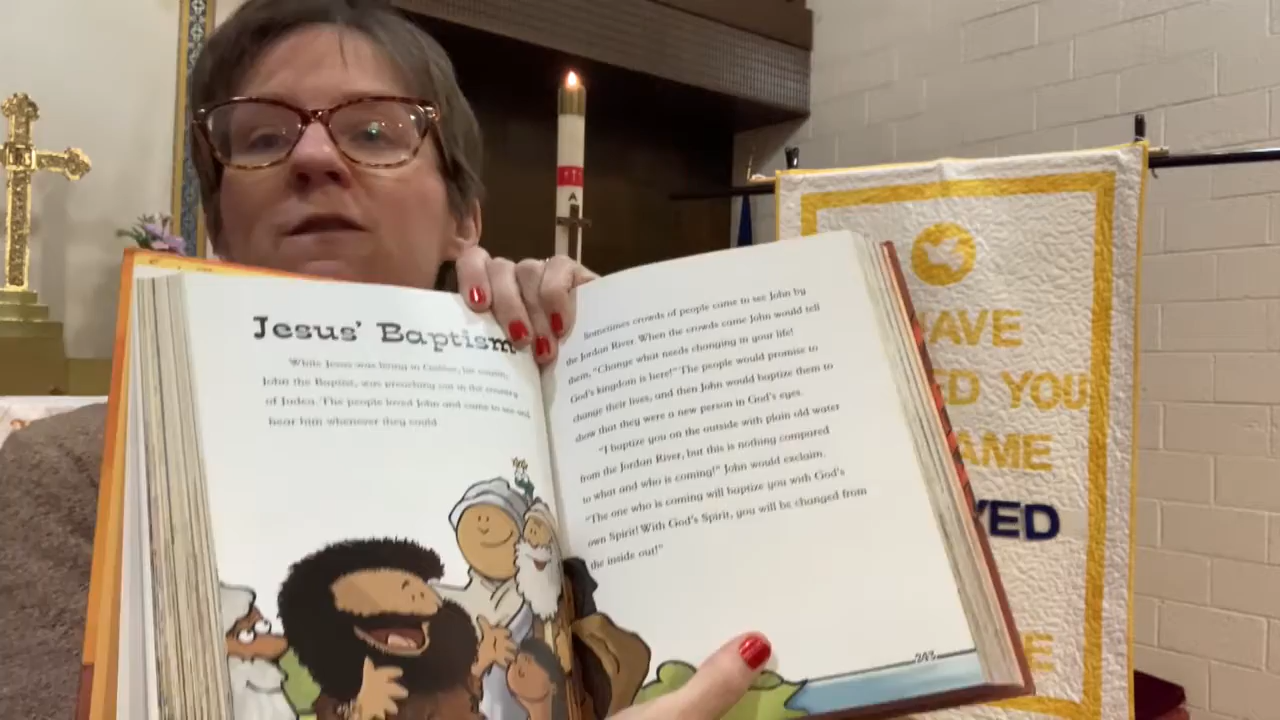 Jesus' Baptism
While Jesus was living in Galilee, his cousin,
John the Baptist, was preaching out in the country
of Judea. The people loved John and came to see and
hear him whenever they could
Sometimes crowds of people came to see John by
the Jordan River. When the crowds came John would tell
them, "Change what needs changing in your life!
God's kingdom is here!" The people would promise to
change their lives, and then John would baptize them to
show that they were a new person in God's eyes.
"I baptize you on the outside with plain old water
from the Jordan River, but this is nothing compared
to what and who is coming!" John would exclaim.
"The one who is coming will baptize you with God's
own Spirit! With God's Spirit, you will be changed from
the inside out!"
243
A
HAVE
ED YOU
AME
YED
E